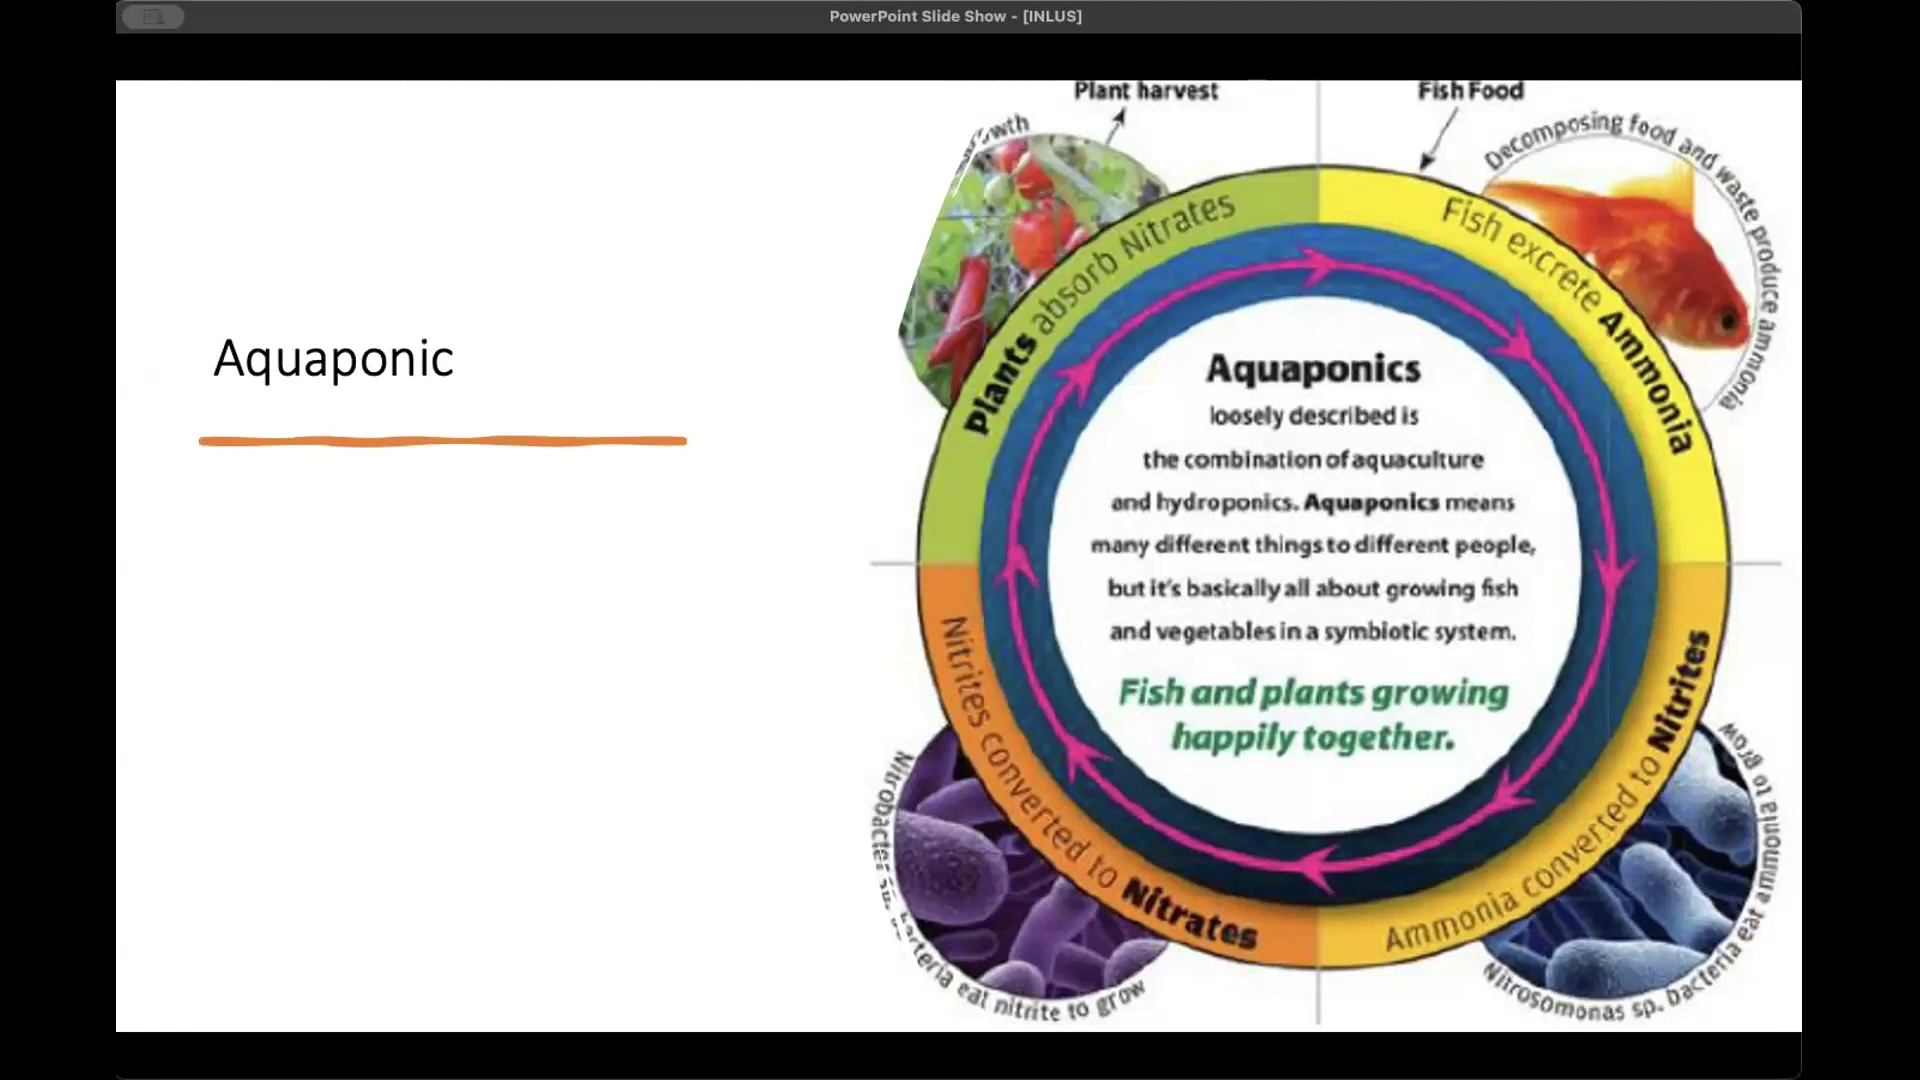 PowerPoint Slide Show - [INLUS]
Aquaponic
Plant harvest
Fish Food
Decomposing food and waste produce ammonia
Plants absorb Nitrates
Fish excrete Ammonia
Aquaponics
loosely described is
the combination of aquaculture
and hydroponics. Aquaponics means
many different things to different people,
but it's basically all about growing fish
and vegetables in a symbiotic system.
Fish and plants growing
happily together.
Nitrites converted to Nitrates
Ammonia converted to Nitrites
Nitrobacter sp. bacteria eat nitrite to grow
Nitrosomonas sp. bacteria eat ammonia to grow